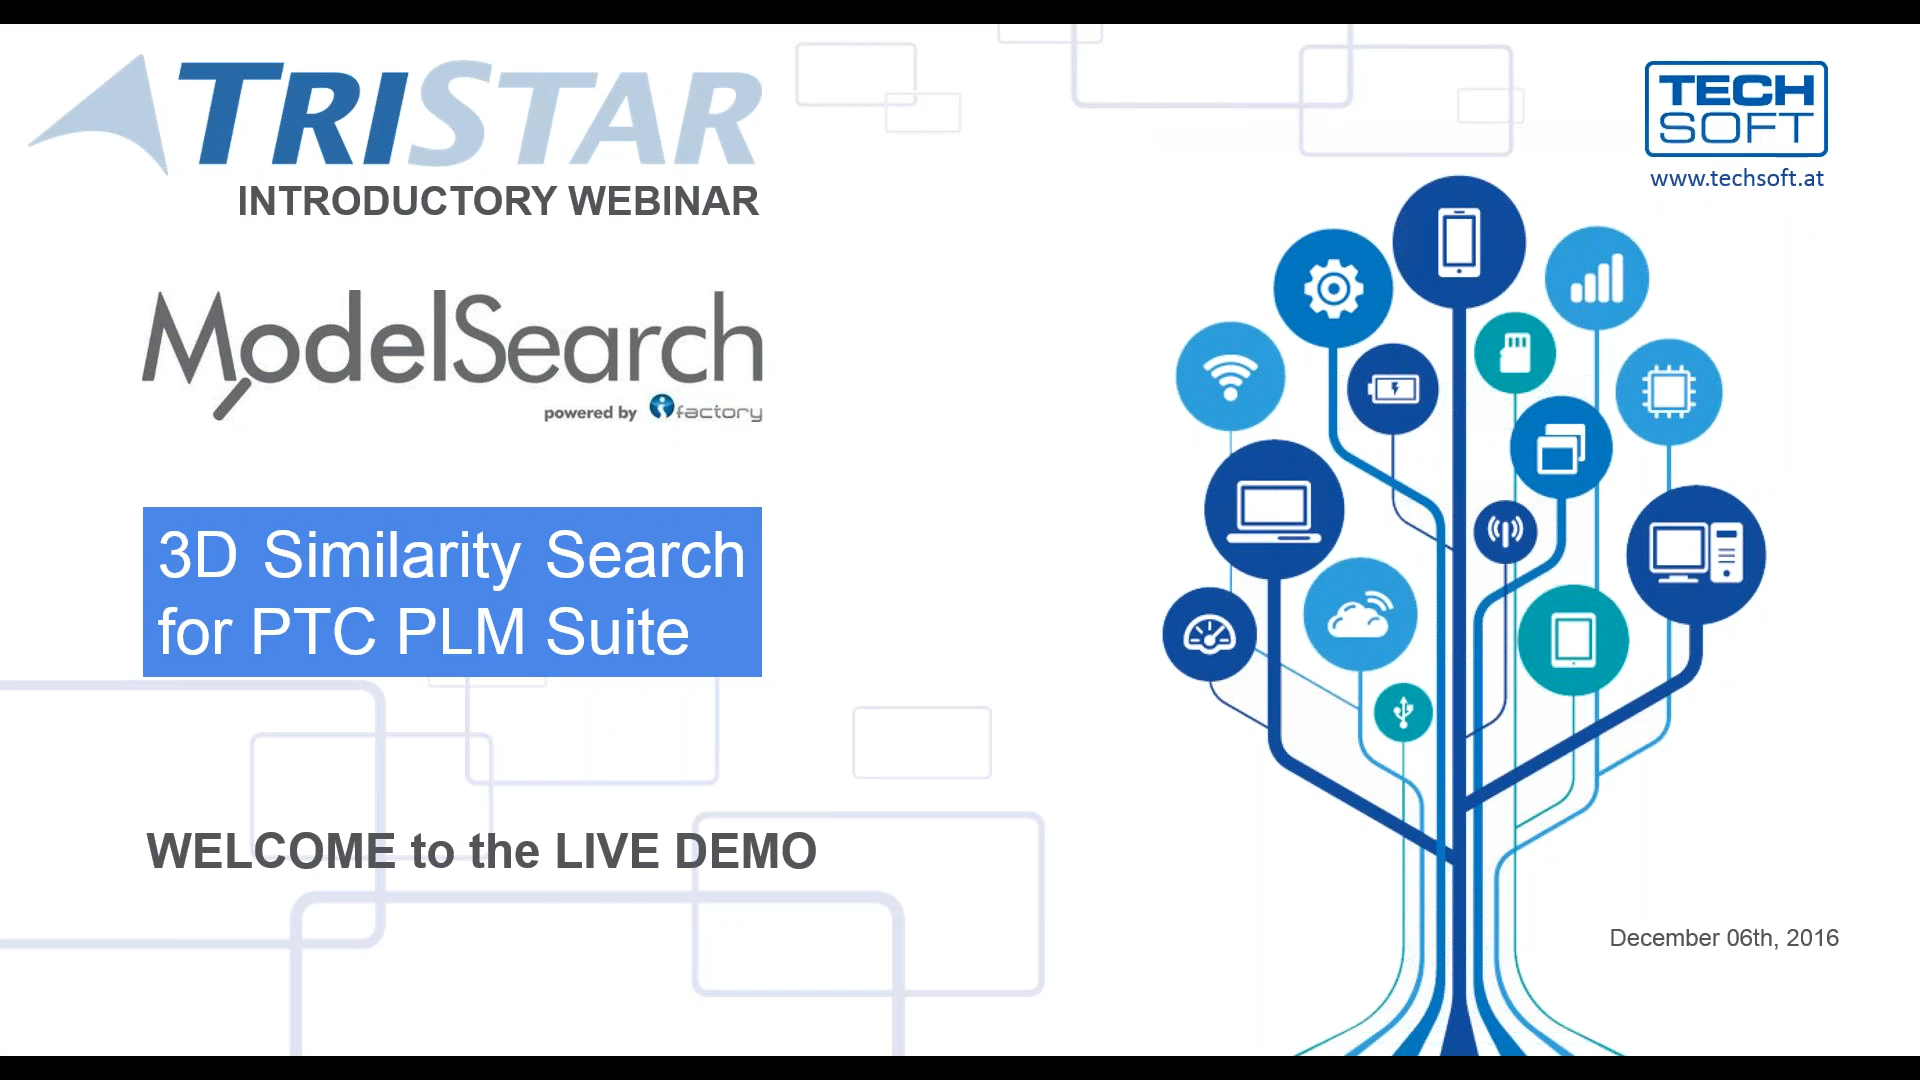 TRISTAR
INTRODUCTORY WEBINAR
TECH
SOFT
www.techsoft.at
ModelSearch
powered by factory
3D Similarity Search
for PTC PLM Suite
WELCOME to the LIVE DEMO
December 06th, 2016